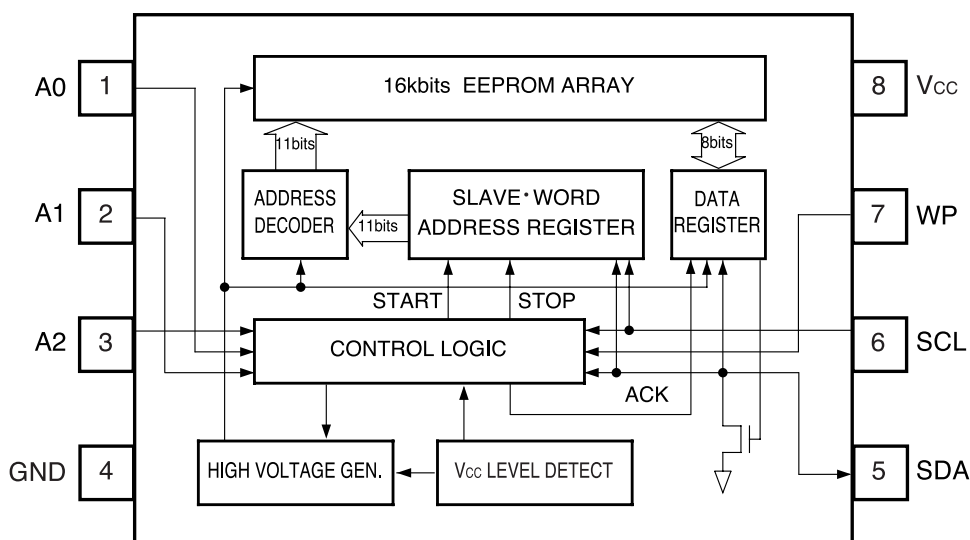 A0 1
16kbits EEPROM ARRAY
8 Vcc
11bits
8bits
A1 2
ADDRESS
DECODER
11bits
SLAVE・WORD
ADDRESS REGISTER
DATA
REGISTER
7 WP
START
STOP
A2 3
CONTROL LOGIC
6 SCL
ACK
GND 4
HIGH VOLTAGE GEN.
Vcc LEVEL DETECT
5 SDA